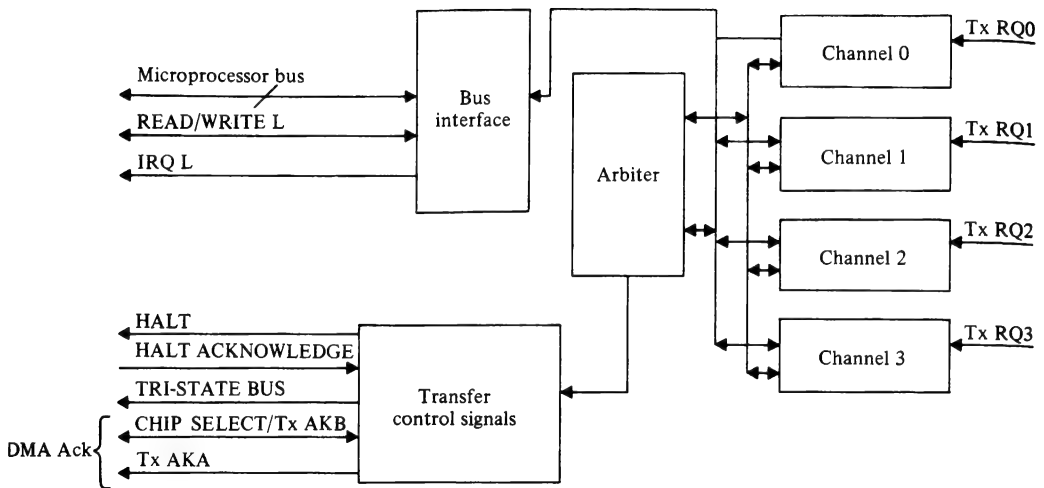 Microprocessor bus
READ/WRITE L
IRQ L
Bus
interface
Arbiter
Channel 0
Tx RQ0
Channel 1
Tx RQ1
Channel 2
Tx RQ2
Channel 3
Tx RQ3
HALT
HALT ACKNOWLEDGE
TRI-STATE BUS
CHIP SELECT/Tx AKB
Tx AKA
DMA Ack
Transfer
control signals